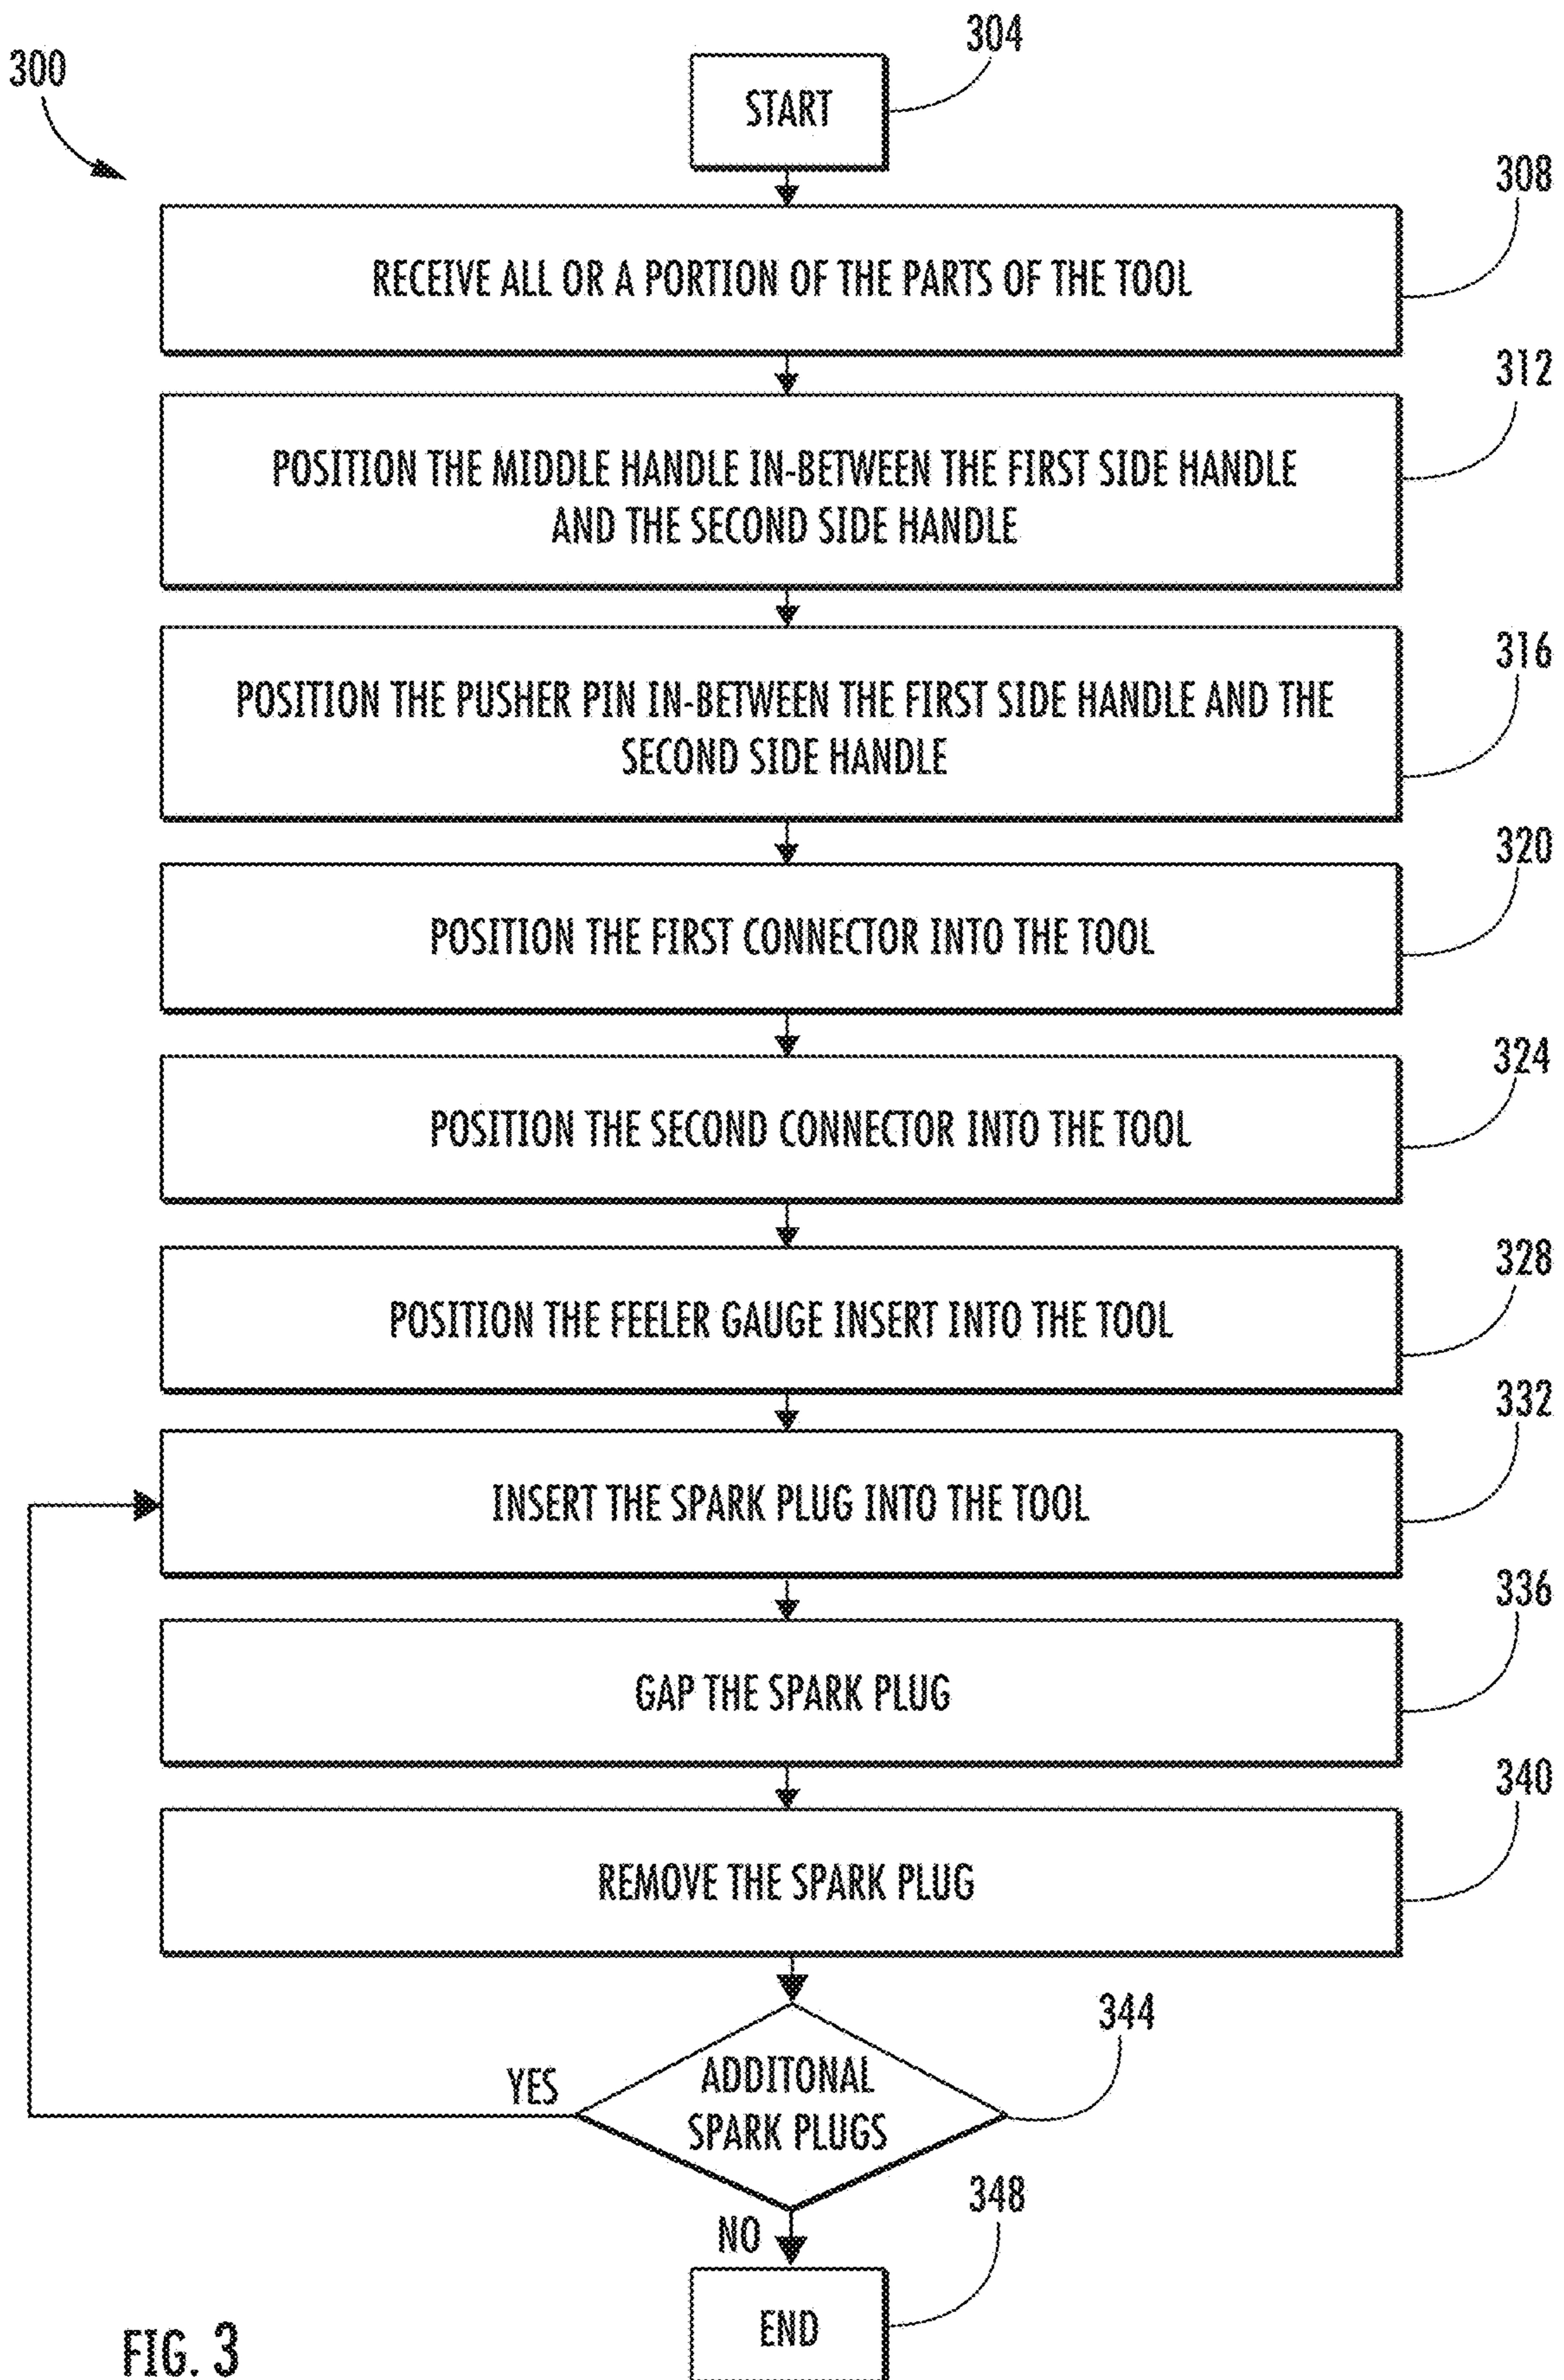 300
304
START
308
RECEIVE ALL OR A PORTION OF THE PARTS OF THE TOOL
312
POSITION THE MIDDLE HANDLE IN-BETWEEN THE FIRST SIDE HANDLE
AND THE SECOND SIDE HANDLE
316
POSITION THE PUSHER PIN IN-BETWEEN THE FIRST SIDE HANDLE AND THE
SECOND SIDE HANDLE
320
POSITION THE FIRST CONNECTOR INTO THE TOOL
324
POSITION THE SECOND CONNECTOR INTO THE TOOL
328
POSITION THE FEELER GAUGE INSERT INTO THE TOOL
332
INSERT THE SPARK PLUG INTO THE TOOL
336
GAP THE SPARK PLUG
340
REMOVE THE SPARK PLUG
344
YES
ADDITONAL
SPARK PLUGS
NO
348
END
FIG. 3